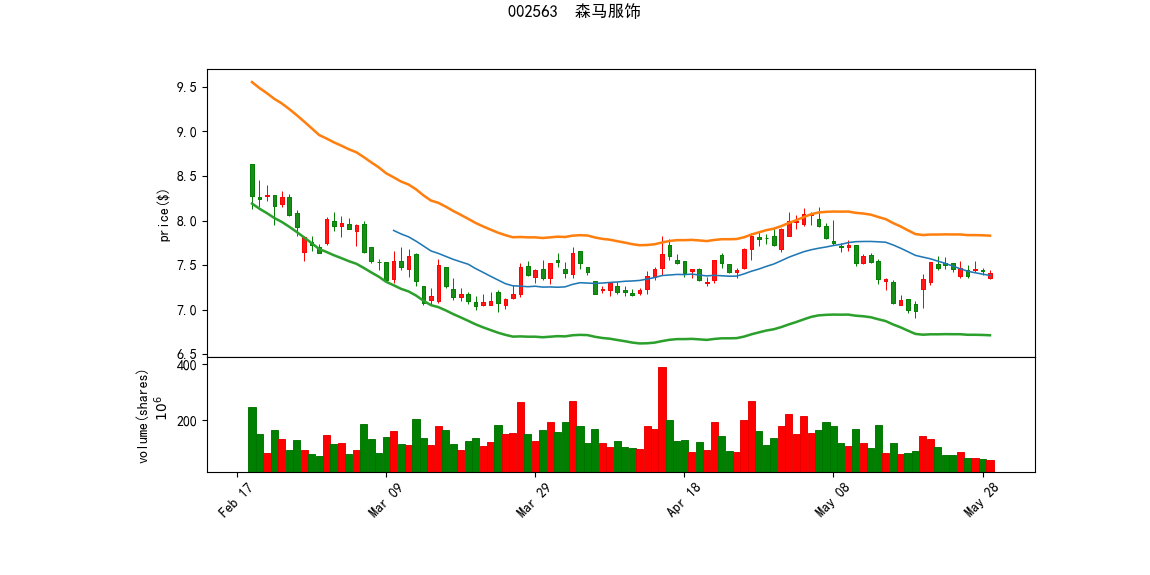 002563 森马服饰
price($)
9.5
9.0
8.5
8.0
7.5
7.0
6.5
volume(shares)
10^6
400
200
Feb 17
Mar 09
Mar 29
Apr 18
May 08
May 28